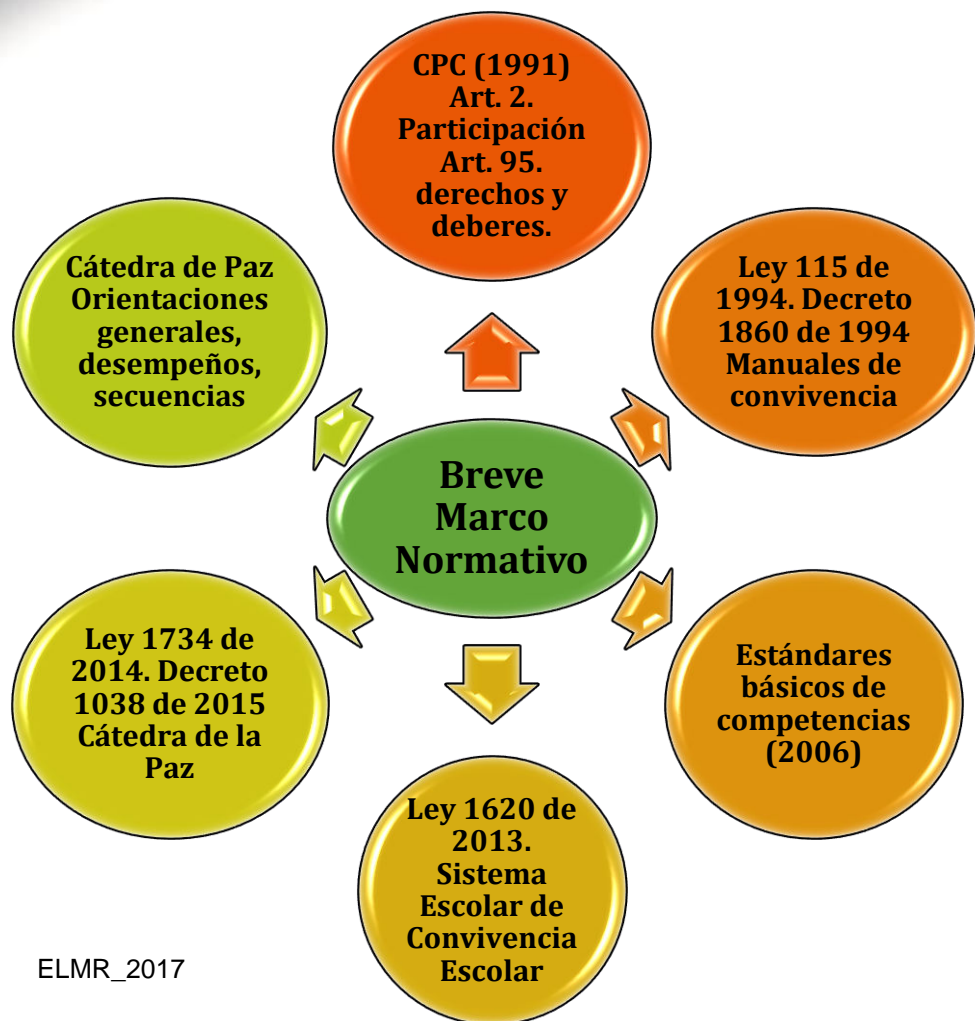 CPC (1991)
Art. 2.
Participación
Art. 95.
derechos y
deberes.
Ley 115 de
1994. Decreto
1860 de 1994
Manuales de
convivencia
Estándares
básicos de
competencias
(2006)
Ley 1620 de
2013.
Sistema
Escolar de
Convivencia
Escolar
Ley 1734 de
2014. Decreto
1038 de 2015
Cátedra de la
Paz
Cátedra de Paz
Orientaciones
generales,
desempeños,
secuencias
Breve
Marco
Normativo
ELMR_2017